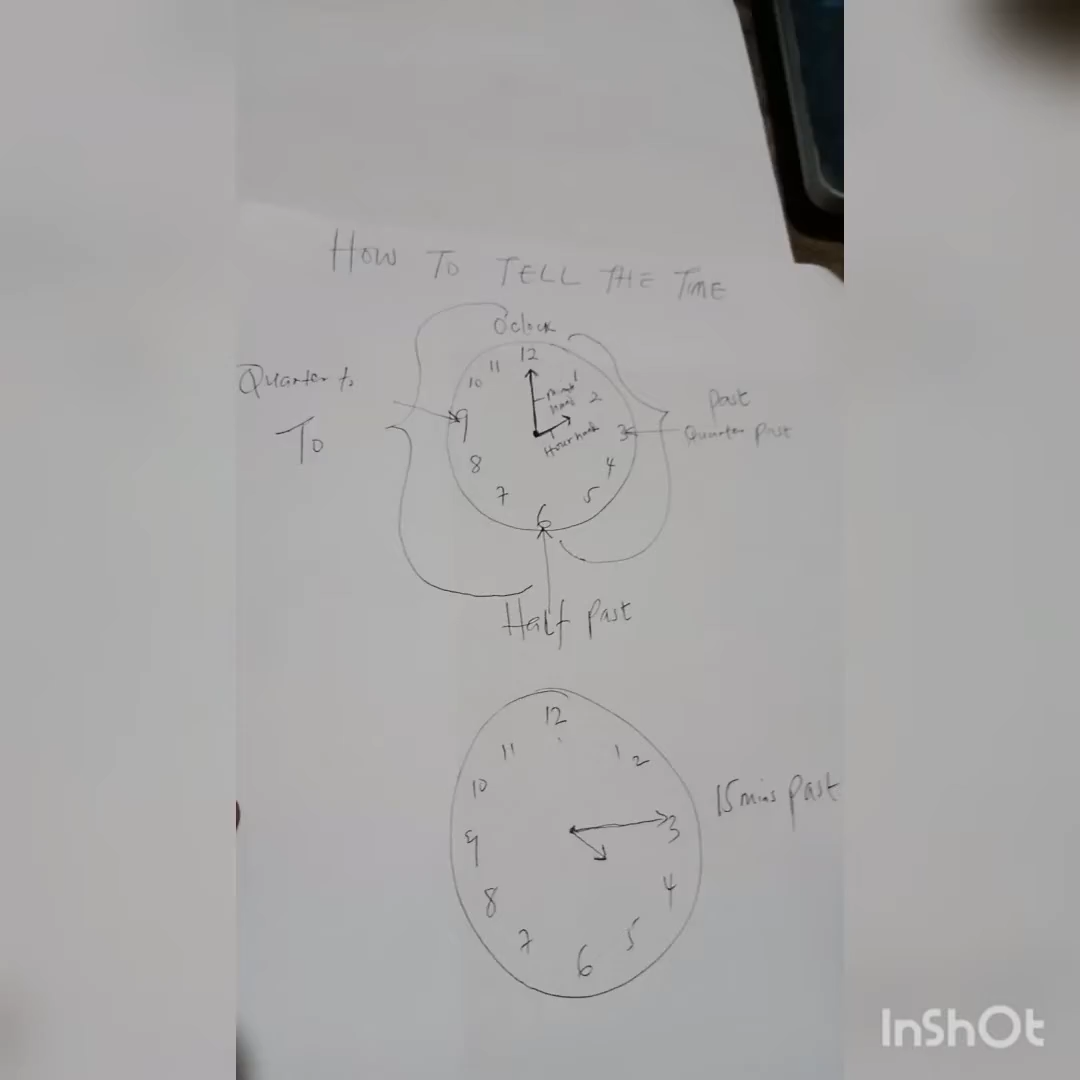 HOW TO TELL THE TIME
O'clock
12
11
1
10
minute
hand
2
Quarter to
9
Hour hand
3
Past
Quarter past
To
8
4
7
5
6
Half past
12
11
1
2
10
15 mins past
3
9
4
8
7
5
6
InShOt